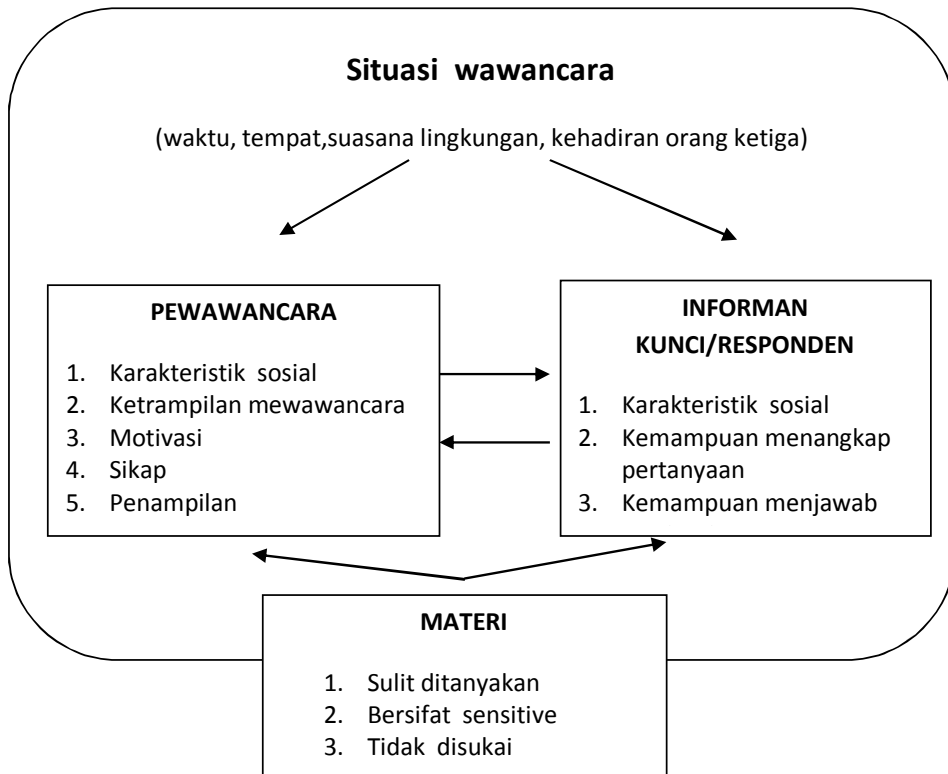 Situasi wawancara
(waktu, tempat,suasana lingkungan, kehadiran orang ketiga)
PEWAWANCARA
1. Karakteristik sosial
2. Ketrampilan mewawancara
3. Motivasi
4. Sikap
5. Penampilan
INFORMAN
KUNCI/RESPONDEN
1. Karakteristik sosial
2. Kemampuan menangkap
pertanyaan
3. Kemampuan menjawab
MATERI
1. Sulit ditanyakan
2. Bersifat sensitive
3. Tidak disukai